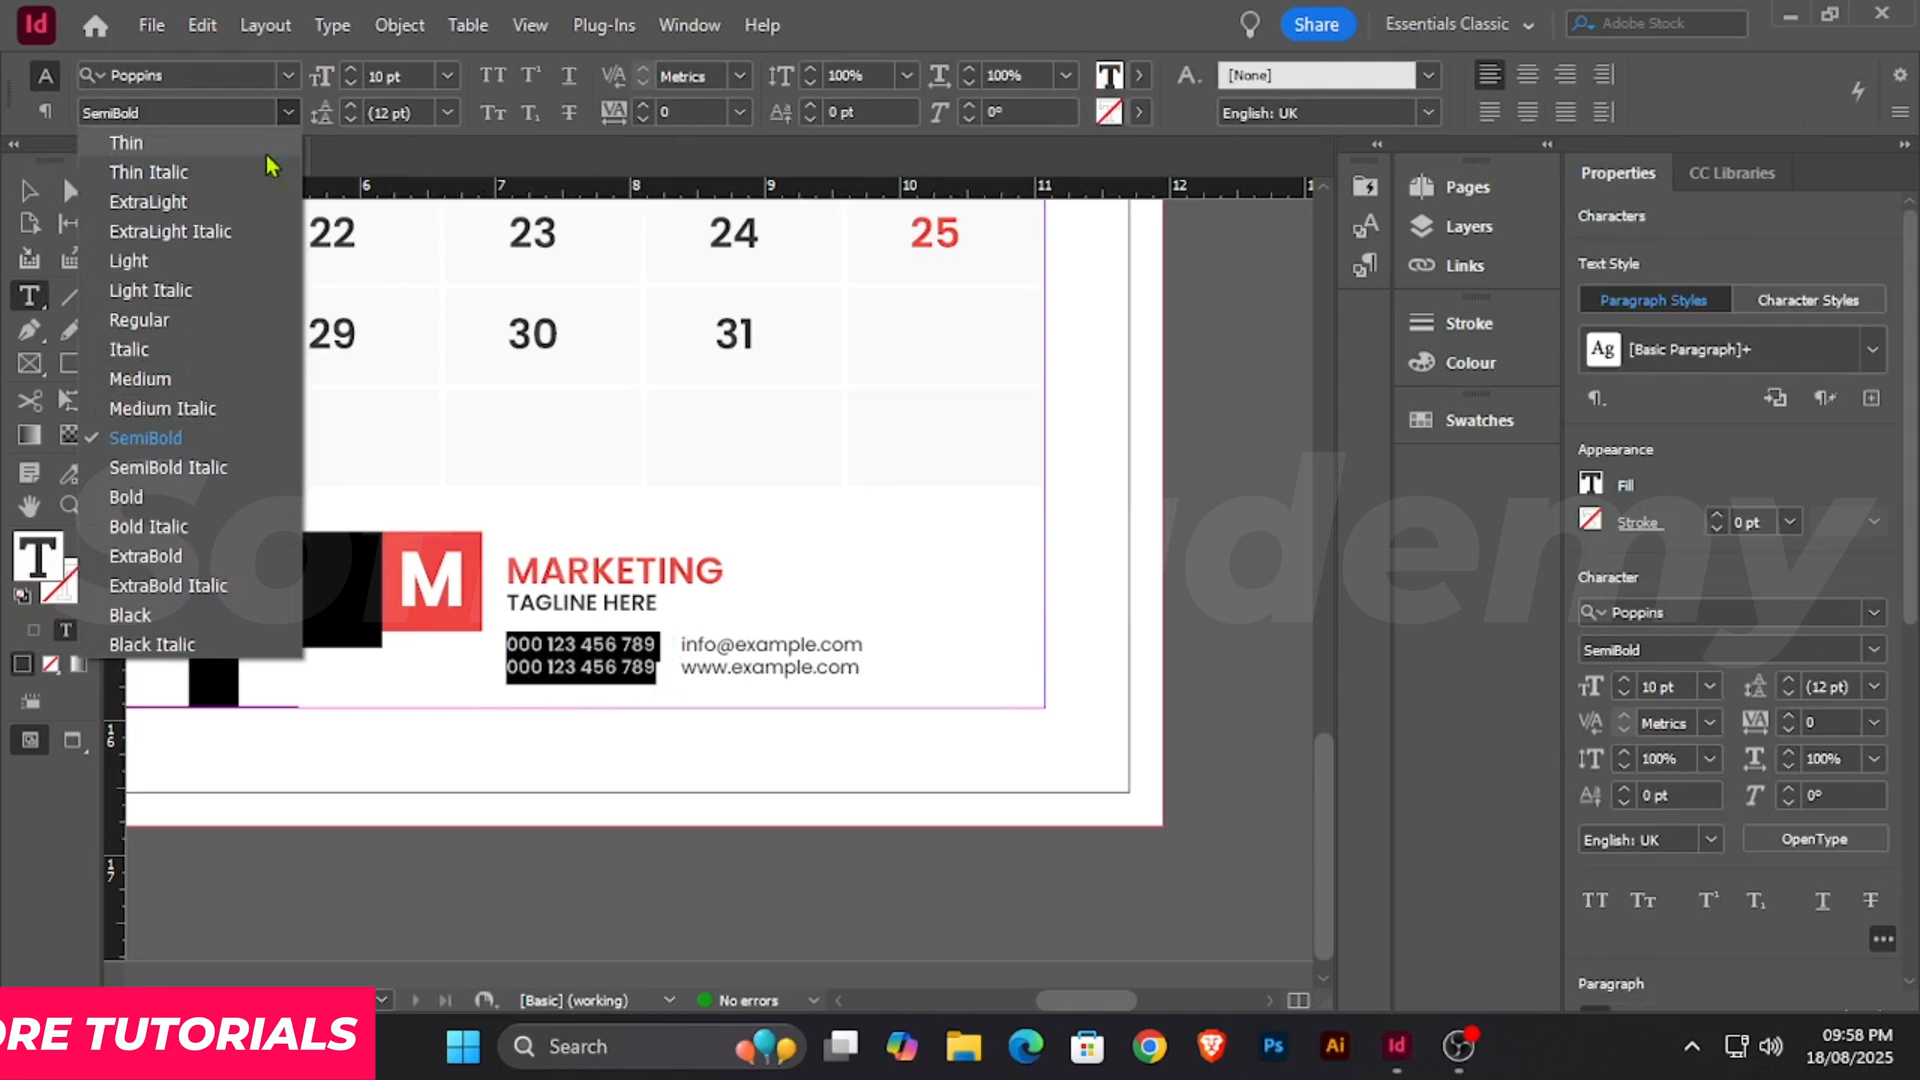 Id
File Edit Layout Type Object Table View Plug-Ins Window Help
Share
Essentials Classic
Adobe Stock
A
Poppins
10 pt
Metrics
100%
100%
[None]
SemiBold
(12 pt)
0
0 pt
0°
English: UK
Thin
Thin Italic
ExtraLight
ExtraLight Italic
Light
Light Italic
Regular
Italic
Medium
Medium Italic
SemiBold
SemiBold Italic
Bold
Bold Italic
ExtraBold
ExtraBold Italic
Black
Black Italic
6 7 8 9 10 11 12
22 23 24 25
29 30 31
M
MARKETING
TAGLINE HERE
000 123 456 789
000 123 456 789
info@example.com
www.example.com
16
17
Pages
Layers
Links
Stroke
Colour
Swatches
Properties
CC Libraries
Characters
Text Style
Paragraph Styles
Character Styles
Ag
[Basic Paragraph]+
Appearance
Fill
Stroke
0 pt
Character
Poppins
SemiBold
10 pt
(12 pt)
Metrics
0
100%
100%
0 pt
0°
English: UK
OpenType
Paragraph
[Basic] (working)
No errors
ORE TUTORIALS
Search
Ps
Ai
Id
09:58 PM
18/08/2025